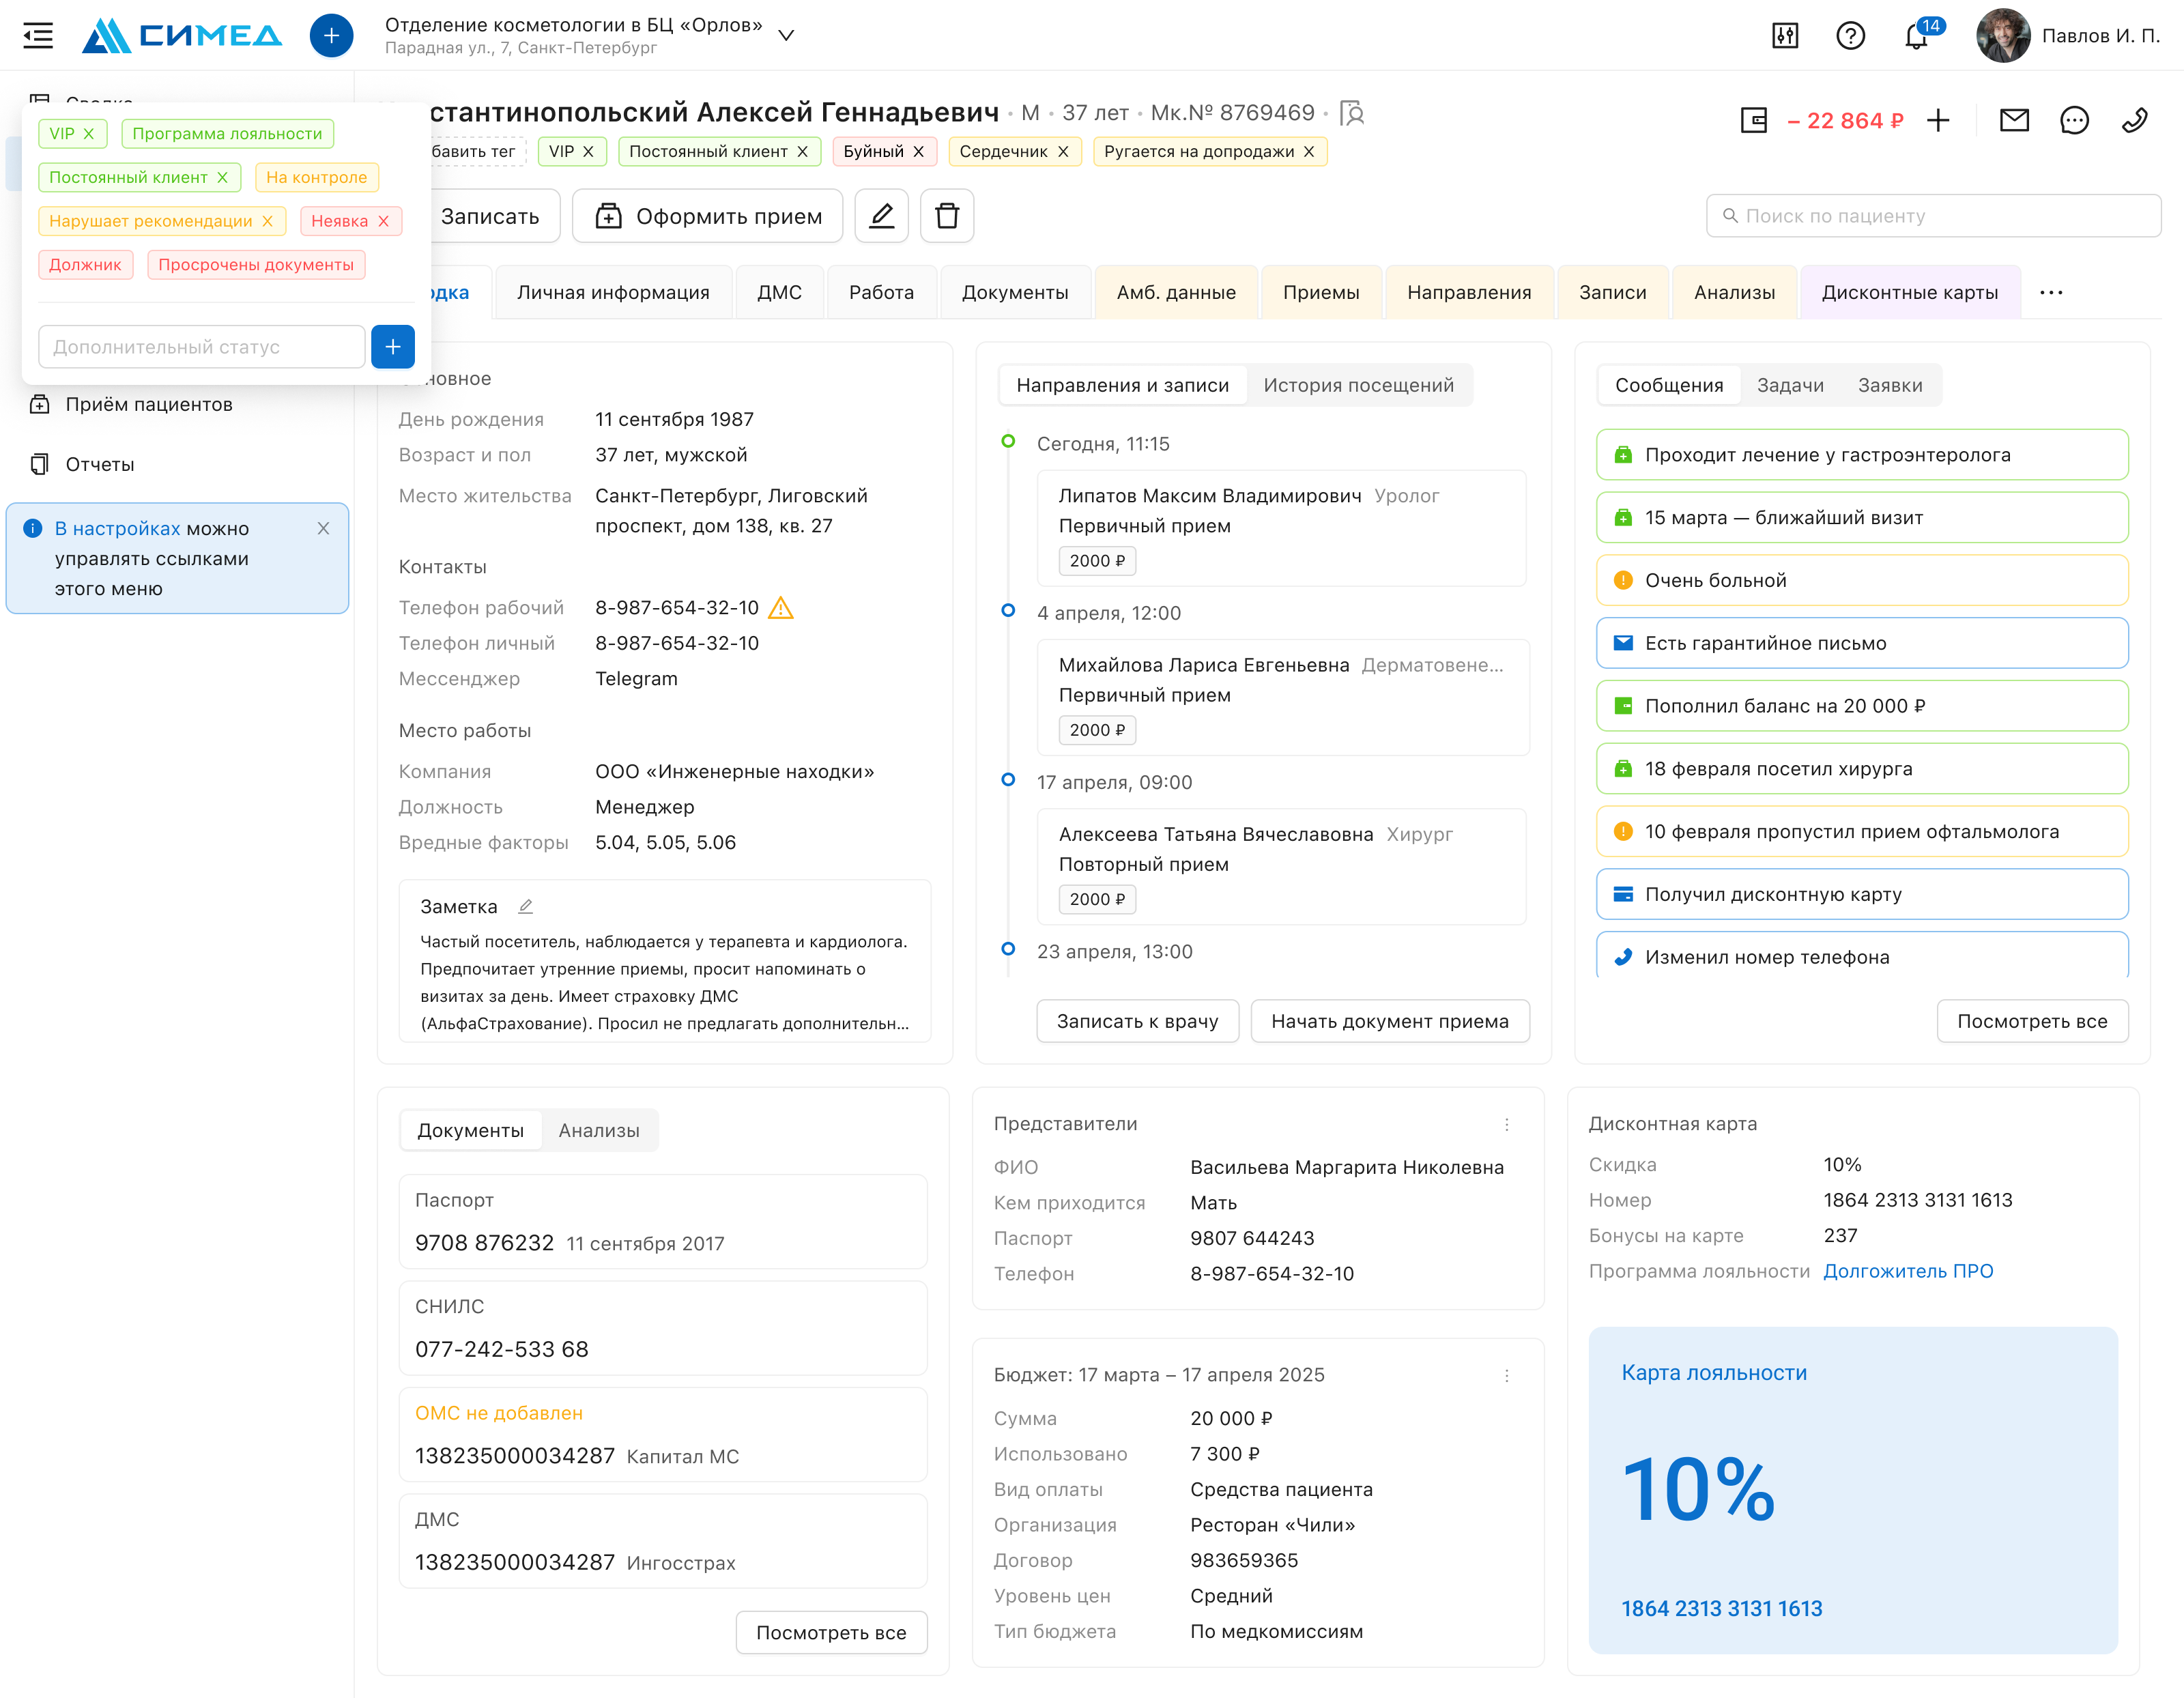 СИМЕД
Отделение косметологии в БЦ «Орлов»
Парадная ул., 7, Санкт-Петербург
14
Павлов И. П.
VIP
Программа лояльности
Постоянный клиент
На контроле
Нарушает рекомендации
Неявка
Должник
Просрочены документы
Дополнительный статус
Приём пациентов
Отчеты
В настройках можно
управлять ссылками
этого меню
стантинопольский Алексей Геннадьевич · М · 37 лет · Мк.№ 8769469 ·
– 22 864 ₽
бавить тег
VIP
Постоянный клиент
Буйный
Сердечник
Ругается на допродажи
Записать
Оформить прием
Поиск по пациенту
одка
Личная информация
ДМС
Работа
Документы
Амб. данные
Приемы
Направления
Записи
Анализы
Дисконтные карты
новное
День рождения 11 сентября 1987
Возраст и пол 37 лет, мужской
Место жительства Санкт-Петербург, Лиговский
проспект, дом 138, кв. 27
Контакты
Телефон рабочий 8-987-654-32-10
Телефон личный 8-987-654-32-10
Мессенджер Telegram
Место работы
Компания ООО «Инженерные находки»
Должность Менеджер
Вредные факторы 5.04, 5.05, 5.06
Заметка
Частый посетитель, наблюдается у терапевта и кардиолога.
Предпочитает утренние приемы, просит напоминать о
визитах за день. Имеет страховку ДМС
(АльфаСтрахование). Просил не предлагать дополнительн...
Направления и записи
История посещений
Сегодня, 11:15
Липатов Максим Владимирович Уролог
Первичный прием
2000 ₽
4 апреля, 12:00
Михайлова Лариса Евгеньевна Дерматовене...
Первичный прием
2000 ₽
17 апреля, 09:00
Алексеева Татьяна Вячеславовна Хирург
Повторный прием
2000 ₽
23 апреля, 13:00
Записать к врачу
Начать документ приема
Сообщения
Задачи
Заявки
Проходит лечение у гастроэнтеролога
15 марта — ближайший визит
Очень больной
Есть гарантийное письмо
Пополнил баланс на 20 000 ₽
18 февраля посетил хирурга
10 февраля пропустил прием офтальмолога
Получил дисконтную карту
Изменил номер телефона
Посмотреть все
Документы
Анализы
Паспорт
9708 876232 11 сентября 2017
СНИЛС
077-242-533 68
ОМС не добавлен
138235000034287 Капитал МС
ДМС
138235000034287 Ингосстрах
Посмотреть все
Представители
ФИО Васильева Маргарита Николевна
Кем приходится Мать
Паспорт 9807 644243
Телефон 8-987-654-32-10
Бюджет: 17 марта – 17 апреля 2025
Сумма 20 000 ₽
Использовано 7 300 ₽
Вид оплаты Средства пациента
Организация Ресторан «Чили»
Договор 983659365
Уровень цен Средний
Тип бюджета По медкомиссиям
Дисконтная карта
Скидка 10%
Номер 1864 2313 3131 1613
Бонусы на карте 237
Программа лояльности Долгожитель ПРО
Карта лояльности
10%
1864 2313 3131 1613